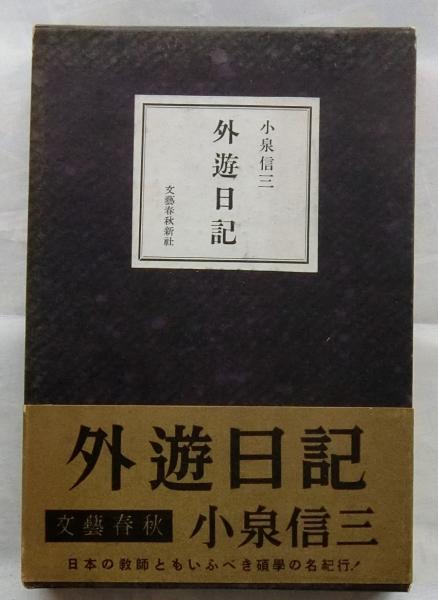 小泉信三
外遊日記
文藝春秋新社
外遊日記
文藝春秋 小泉信三
日本の教師ともいふべき碩學の名紀行!